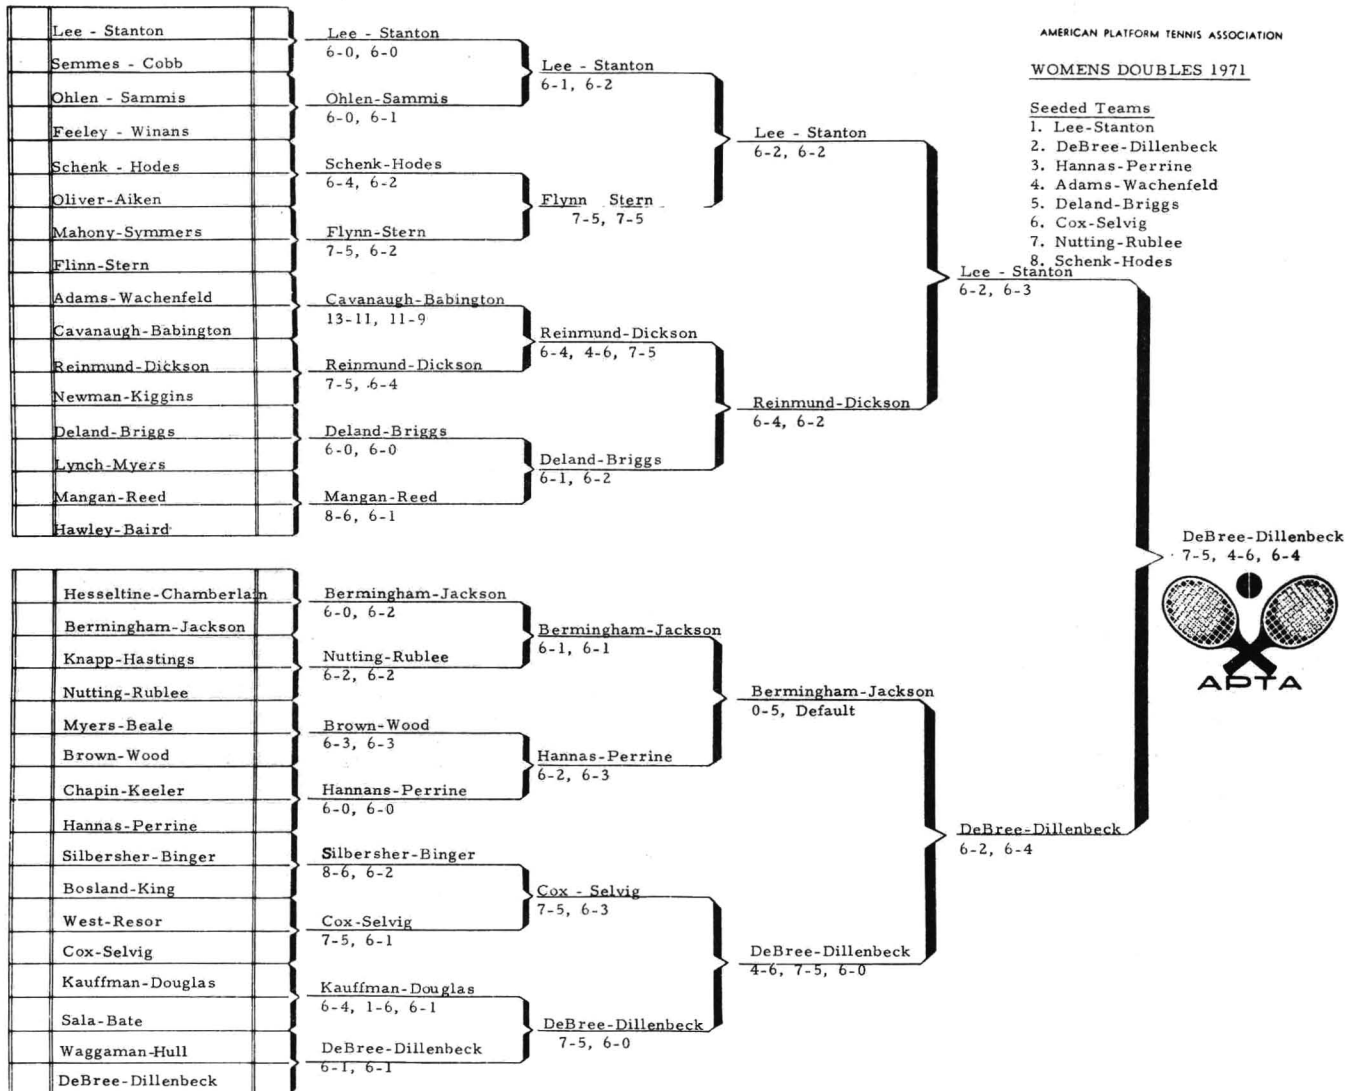 AMERICAN PLATFORM TENNIS ASSOCIATION
WOMENS DOUBLES 1971
Seeded Teams
1. Lee-Stanton
2. DeBree-Dillenbeck
3. Hannas-Perrine
4. Adams-Wachenfeld
5. Deland-Briggs
6. Cox-Selvig
7. Nutting-Rublee
8. Schenk-Hodes
Lee - Stanton
Semmes - Cobb
Ohlen - Sammis
Feeley - Winans
Schenk - Hodes
Oliver-Aiken
Mahony-Symmers
Flinn-Stern
Adams-Wachenfeld
Cavanaugh-Babington
Reinmund-Dickson
Newman-Kiggins
Deland-Briggs
Lynch-Myers
Mangan-Reed
Hawley-Baird
Hesseltine-Chamberlain
Bermingham-Jackson
Knapp-Hastings
Nutting-Rublee
Myers-Beale
Brown-Wood
Chapin-Keeler
Hannas-Perrine
Silbersher-Binger
Bosland-King
West-Resor
Cox-Selvig
Kauffman-Douglas
Sala-Bate
Waggaman-Hull
DeBree-Dillenbeck
Lee - Stanton
6-0, 6-0
Ohlen-Sammis
6-0, 6-1
Schenk-Hodes
6-4, 6-2
Flynn-Stern
7-5, 6-2
Cavanaugh-Babington
13-11, 11-9
Reinmund-Dickson
7-5, 6-4
Deland-Briggs
6-0, 6-0
Mangan-Reed
8-6, 6-1
Bermingham-Jackson
6-0, 6-2
Nutting-Rublee
6-2, 6-2
Brown-Wood
6-3, 6-3
Hannans-Perrine
6-0, 6-0
Silbersher-Binger
8-6, 6-2
Cox-Selvig
7-5, 6-1
Kauffman-Douglas
6-4, 1-6, 6-1
DeBree-Dillenbeck
6-1, 6-1
Lee - Stanton
6-1, 6-2
Flynn Stern
7-5, 7-5
Reinmund-Dickson
6-4, 4-6, 7-5
Deland-Briggs
6-1, 6-2
Bermingham-Jackson
6-1, 6-1
Hannas-Perrine
6-2, 6-3
Cox - Selvig
7-5, 6-3
DeBree-Dillenbeck
7-5, 6-0
Lee - Stanton
6-2, 6-2
Reinmund-Dickson
6-4, 6-2
Bermingham-Jackson
0-5, Default
DeBree-Dillenbeck
4-6, 7-5, 6-0
Lee - Stanton
6-2, 6-3
DeBree-Dillenbeck
6-2, 6-4
DeBree-Dillenbeck
7-5, 4-6, 6-4
APTA